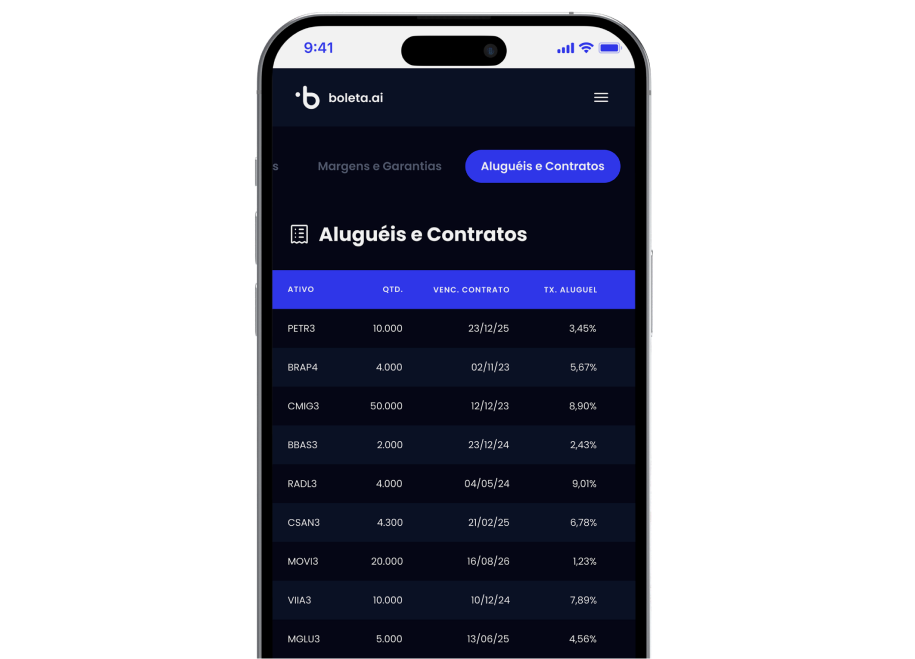 9:41
boleta.ai
s Margens e Garantias Aluguéis e Contratos
Aluguéis e Contratos
ATIVO QTD. VENC. CONTRATO TX. ALUGUEL
PETR3 10.000 23/12/25 3,45%
BRAP4 4.000 02/11/23 5,67%
CMIG3 50.000 12/12/23 8,90%
BBAS3 2.000 23/12/24 2,43%
RADL3 4.000 04/05/24 9,01%
CSAN3 4.300 21/02/25 6,78%
MOVI3 20.000 16/08/26 1,23%
VIIA3 10.000 10/12/24 7,89%
MGLU3 5.000 13/06/25 4,56%